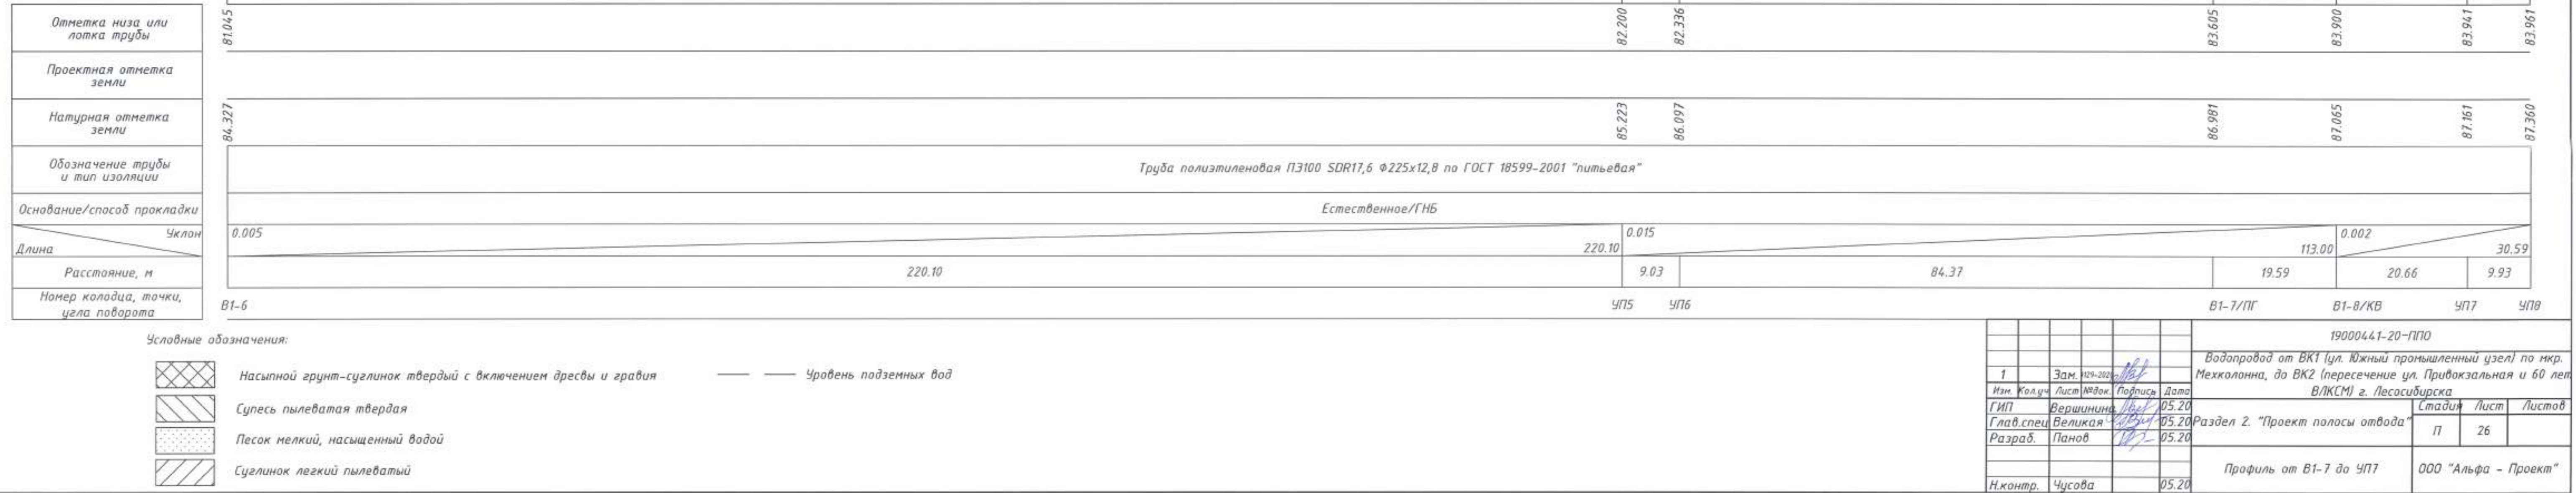 Отметка низа или
лотка трубы
81.045
82.200
82.336
83.605
83.900
83.941
83.961
Проектная отметка
земли
Натурная отметка
земли
84.327
85.223
86.097
86.981
87.065
87.161
87.360
Обозначение трубы
и тип изоляции
Труба полиэтиленовая ПЭ100 SDR17,6 Ф225х12,8 по ГОСТ 18599-2001 "питьевая"
Основание/способ прокладки
Естественное/ГНБ
Уклон
Длина
0.005
220.10
0.015
113.00
0.002
30.59
Расстояние, м
220.10
9.03
84.37
19.59
20.66
9.93
Номер колодца, точки,
угла поворота
В1-6
УП5
УП6
В1-7/ПГ
В1-8/КВ
УП7
УП8
Условные обозначения:
Насыпной грунт-суглинок твердый с включением дресвы и гравия
Уровень подземных вод
Супесь пылеватая твердая
Песок мелкий, насыщенной водой
Суглинок легкий пылеватый
19000441-20-ППО
Водопровод от ВК1 (ул. Южный промышленный узел) по мкр.
Мехколонна, до ВК2 (пересечение ул. Привокзальная и 60 лет
ВЛКСМ) г. Лесосибирска
1 Зам.
Изм. Кол.уч Лист №док. Подпись Дата
ГИП Вершинина 05.20
Глав.спец Великая 05.20
Разраб. Панов 05.20
Н.контр. Чусова 05.20
Раздел 2. "Проект полосы отвода"
Стадия Лист Листов
П 26
Профиль от В1-7 до УП7
ООО "Альфа - Проект"